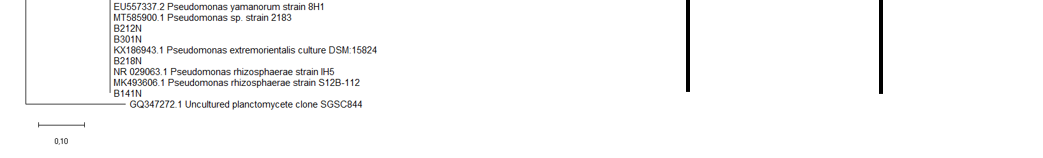 EU557337.2 Pseudomonas yamanorum strain 8H1
MT585900.1 Pseudomonas sp. strain 2183
B212N
B301N
KX186943.1 Pseudomonas extremorientalis culture DSM:15824
B218N
NR 029063.1 Pseudomonas rhizosphaerae strain IH5
MK493606.1 Pseudomonas rhizosphaerae strain S12B-112
B141N
GQ347272.1 Uncultured planctomycete clone SGSC844
0,10